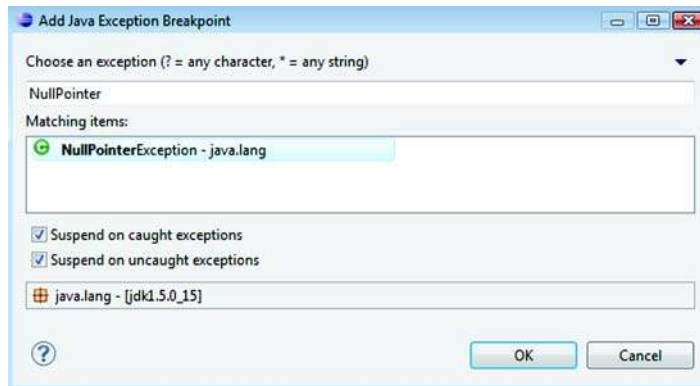 Add Java Exception Breakpoint
Choose an exception (? = any character, * = any string)
NullPointer
Matching items:
NullPointerException - java.lang
Suspend on caught exceptions
Suspend on uncaught exceptions
java.lang - [jdk1.5.0_15]
OK
Cancel